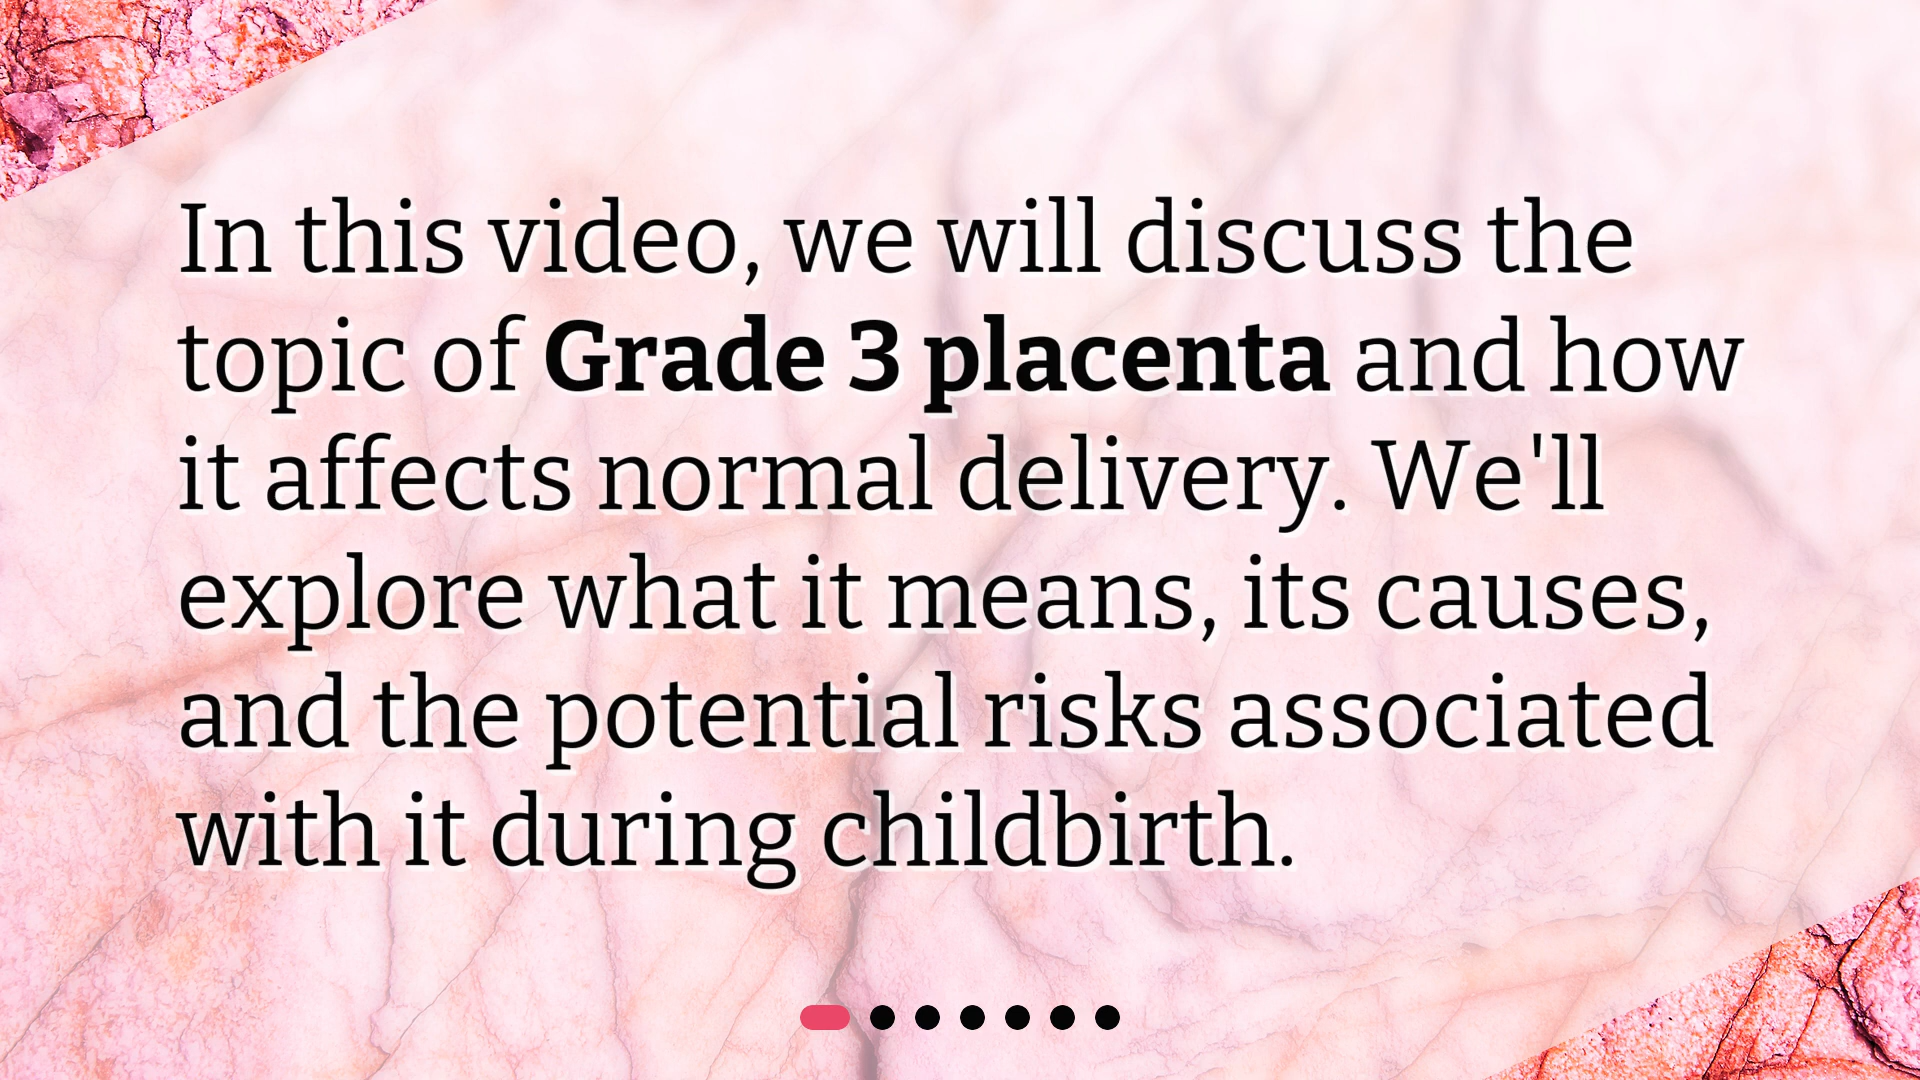 In this video, we will discuss the
topic of Grade 3 placenta and how
it affects normal delivery. We'll
explore what it means, its causes,
and the potential risks associated
with it during childbirth.